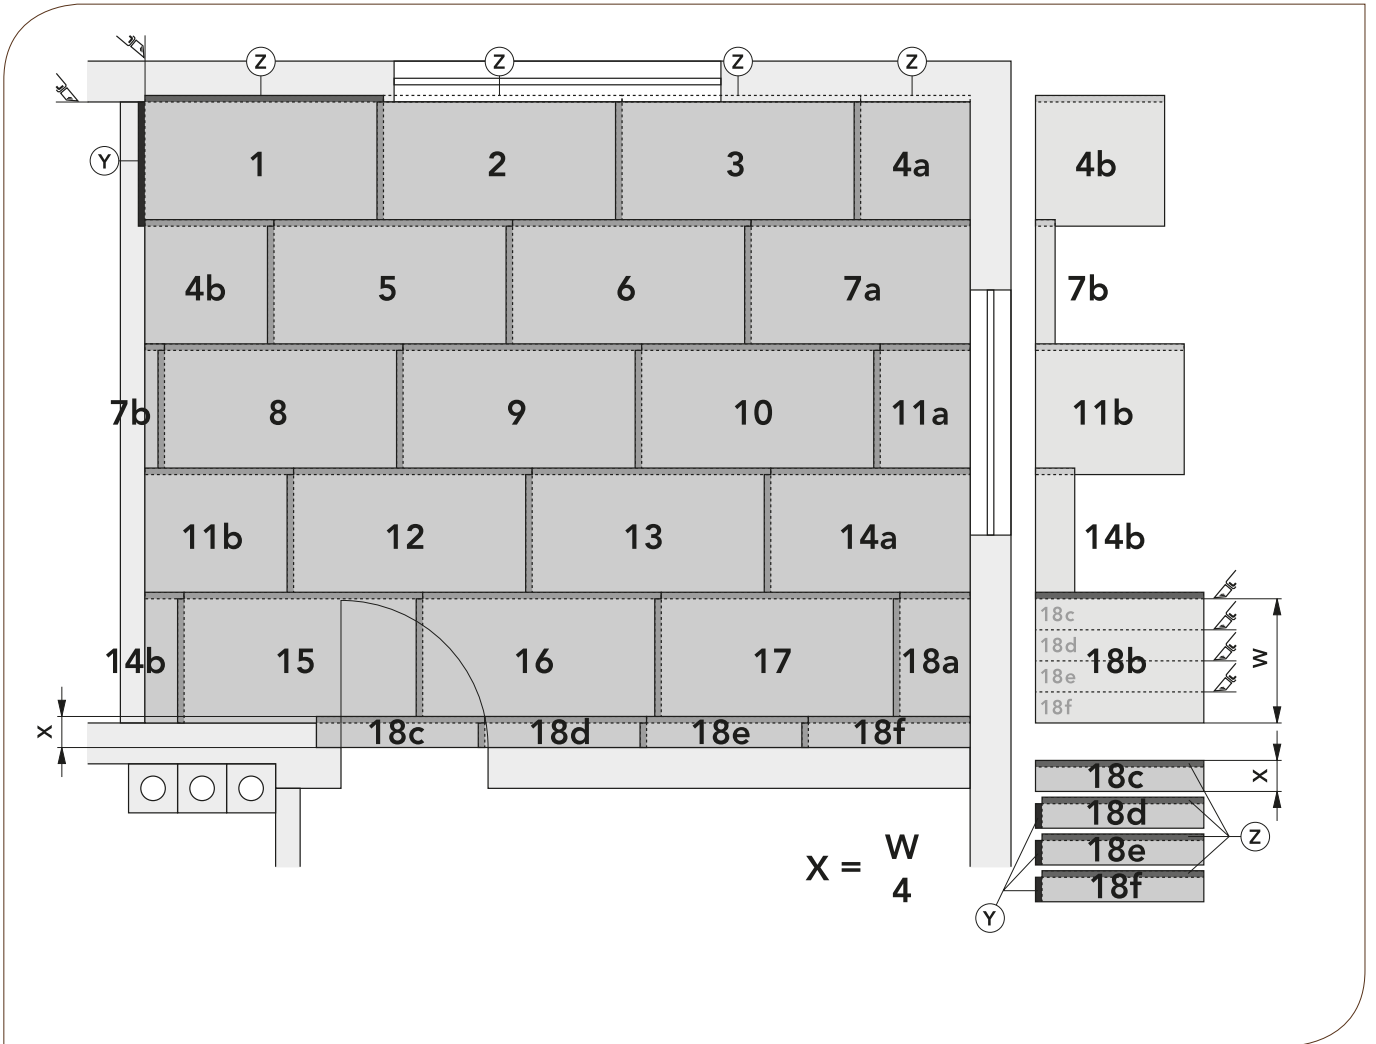 Z Z Z Z
Y
1 2 3 4a 4b
4b 5 6 7a 7b
7b 8 9 10 11a 11b
11b 12 13 14a 14b
18c
18d
18e
18f
18b
W
14b 15 16 17 18a
X
18c 18d 18e 18f
18c
X
18d
18e
18f
Z
Y
X = W
4